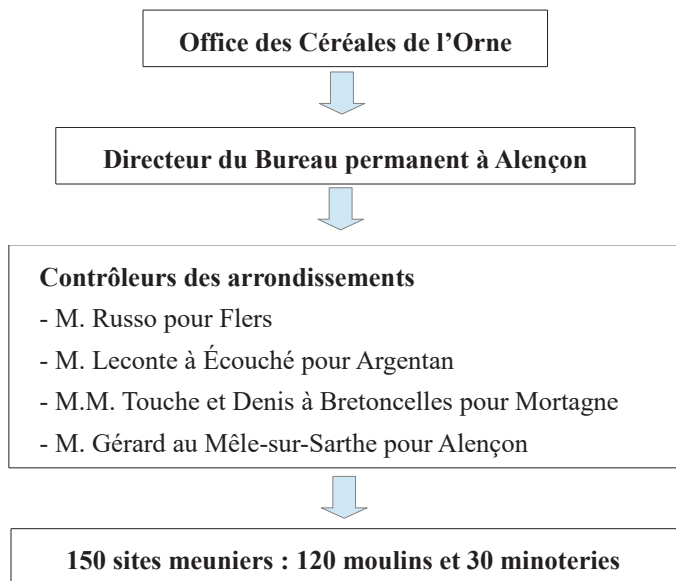 Office des Céréales de l’Orne
Directeur du Bureau permanent à Alençon
Contrôleurs des arrondissements
- M. Russo pour Flers
- M. Leconte à Écouché pour Argentan
- M.M. Touche et Denis à Bretoncelles pour Mortagne
- M. Gérard au Mêle-sur-Sarthe pour Alençon
150 sites meuniers : 120 moulins et 30 minoteries